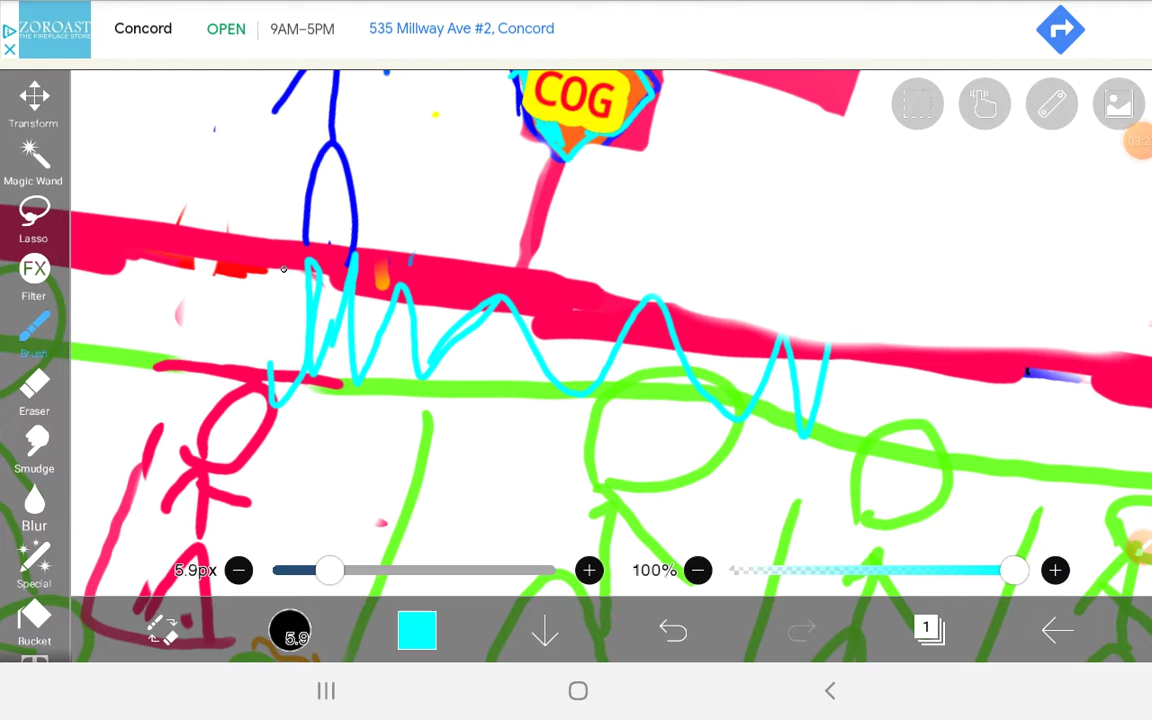 ZOROAST
THE FIREPLACE STORE
Concord
OPEN
9AM–5PM
535 Millway Ave #2, Concord
Transform
Magic Wand
Lasso
FX
Filter
Brush
Eraser
Smudge
Blur
Special
Bucket
COG
5.9px
100%
5.9
1